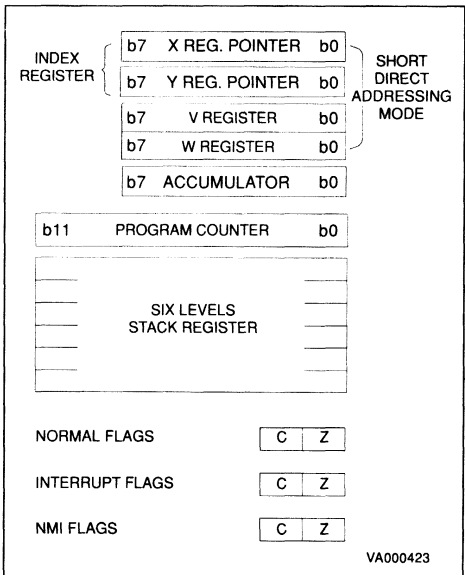 INDEX
REGISTER
b7 X REG. POINTER b0
b7 Y REG. POINTER b0
b7 V REGISTER b0
b7 W REGISTER b0
SHORT
DIRECT
ADDRESSING
MODE
b7 ACCUMULATOR b0
b11 PROGRAM COUNTER b0
SIX LEVELS
STACK REGISTER
NORMAL FLAGS C Z
INTERRUPT FLAGS C Z
NMI FLAGS C Z
VA000423